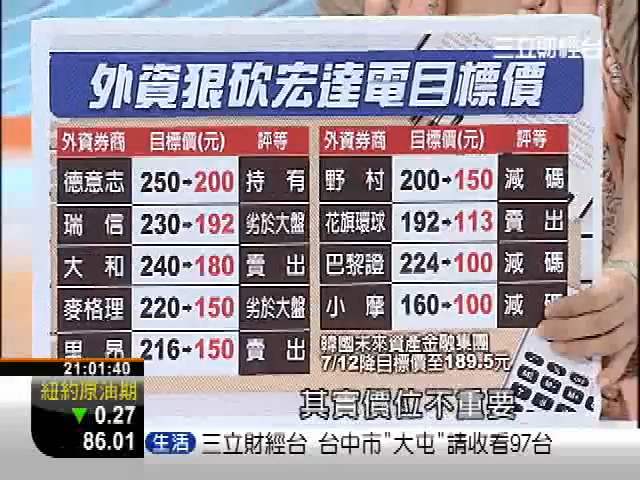 三立財經台
外資狠砍宏達電目標價
外資券商 目標價(元) 評等
德意志 250→200 持有
瑞信 230→192 劣於大盤
大和 240→180 賣出
麥格理 220→150 劣於大盤
里昂 216→150 賣出
外資券商 目標價(元) 評等
野村 200→150 減碼
花旗環球 192→113 賣出
巴黎證 224→100 減碼
小摩 160→100 減碼
韓國未來資產金融集團
7/12降目標價至189.5元
其實價位不重要
21:01:40
紐約原油期
▼0.27
86.01
生活 三立財經台 台中市"大屯"請收看97台